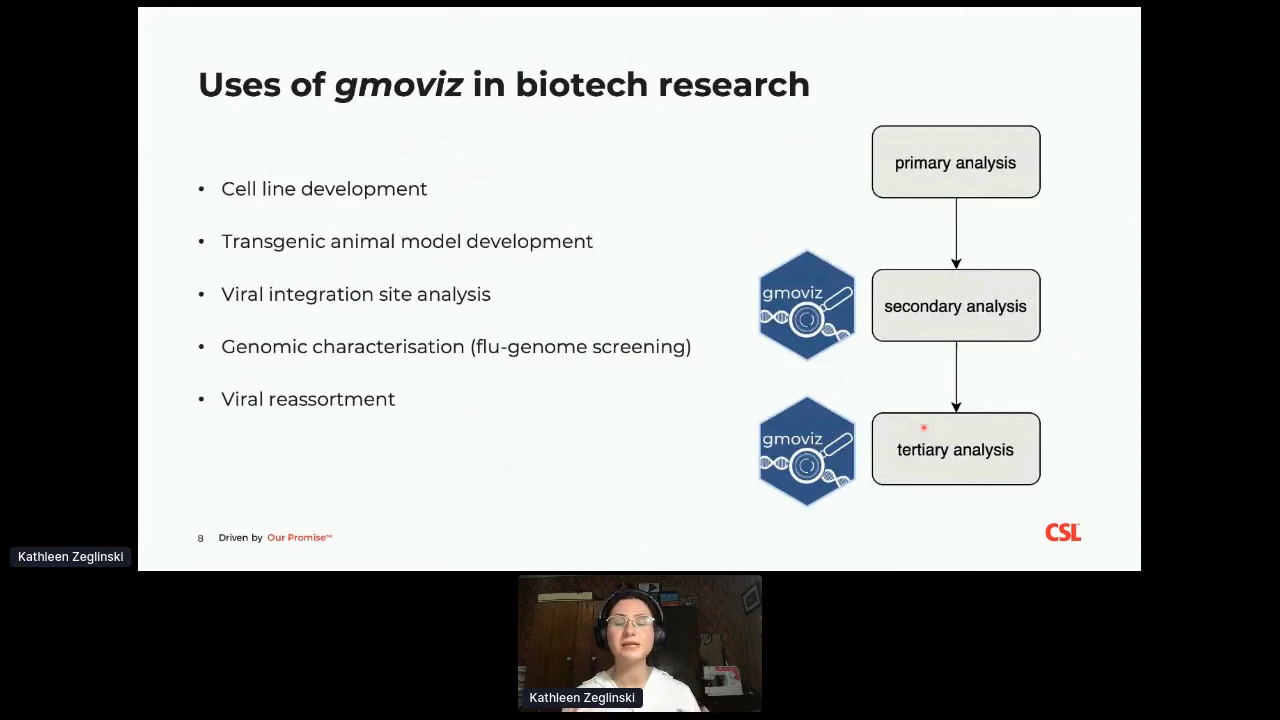 Uses of gmoviz in biotech research
• Cell line development
• Transgenic animal model development
• Viral integration site analysis
• Genomic characterisation (flu-genome screening)
• Viral reassortment
primary analysis
gmoviz
secondary analysis
gmoviz
tertiary analysis
8 Driven by Our Promise™
CSL
Kathleen Zeglinski
Kathleen Zeglinski